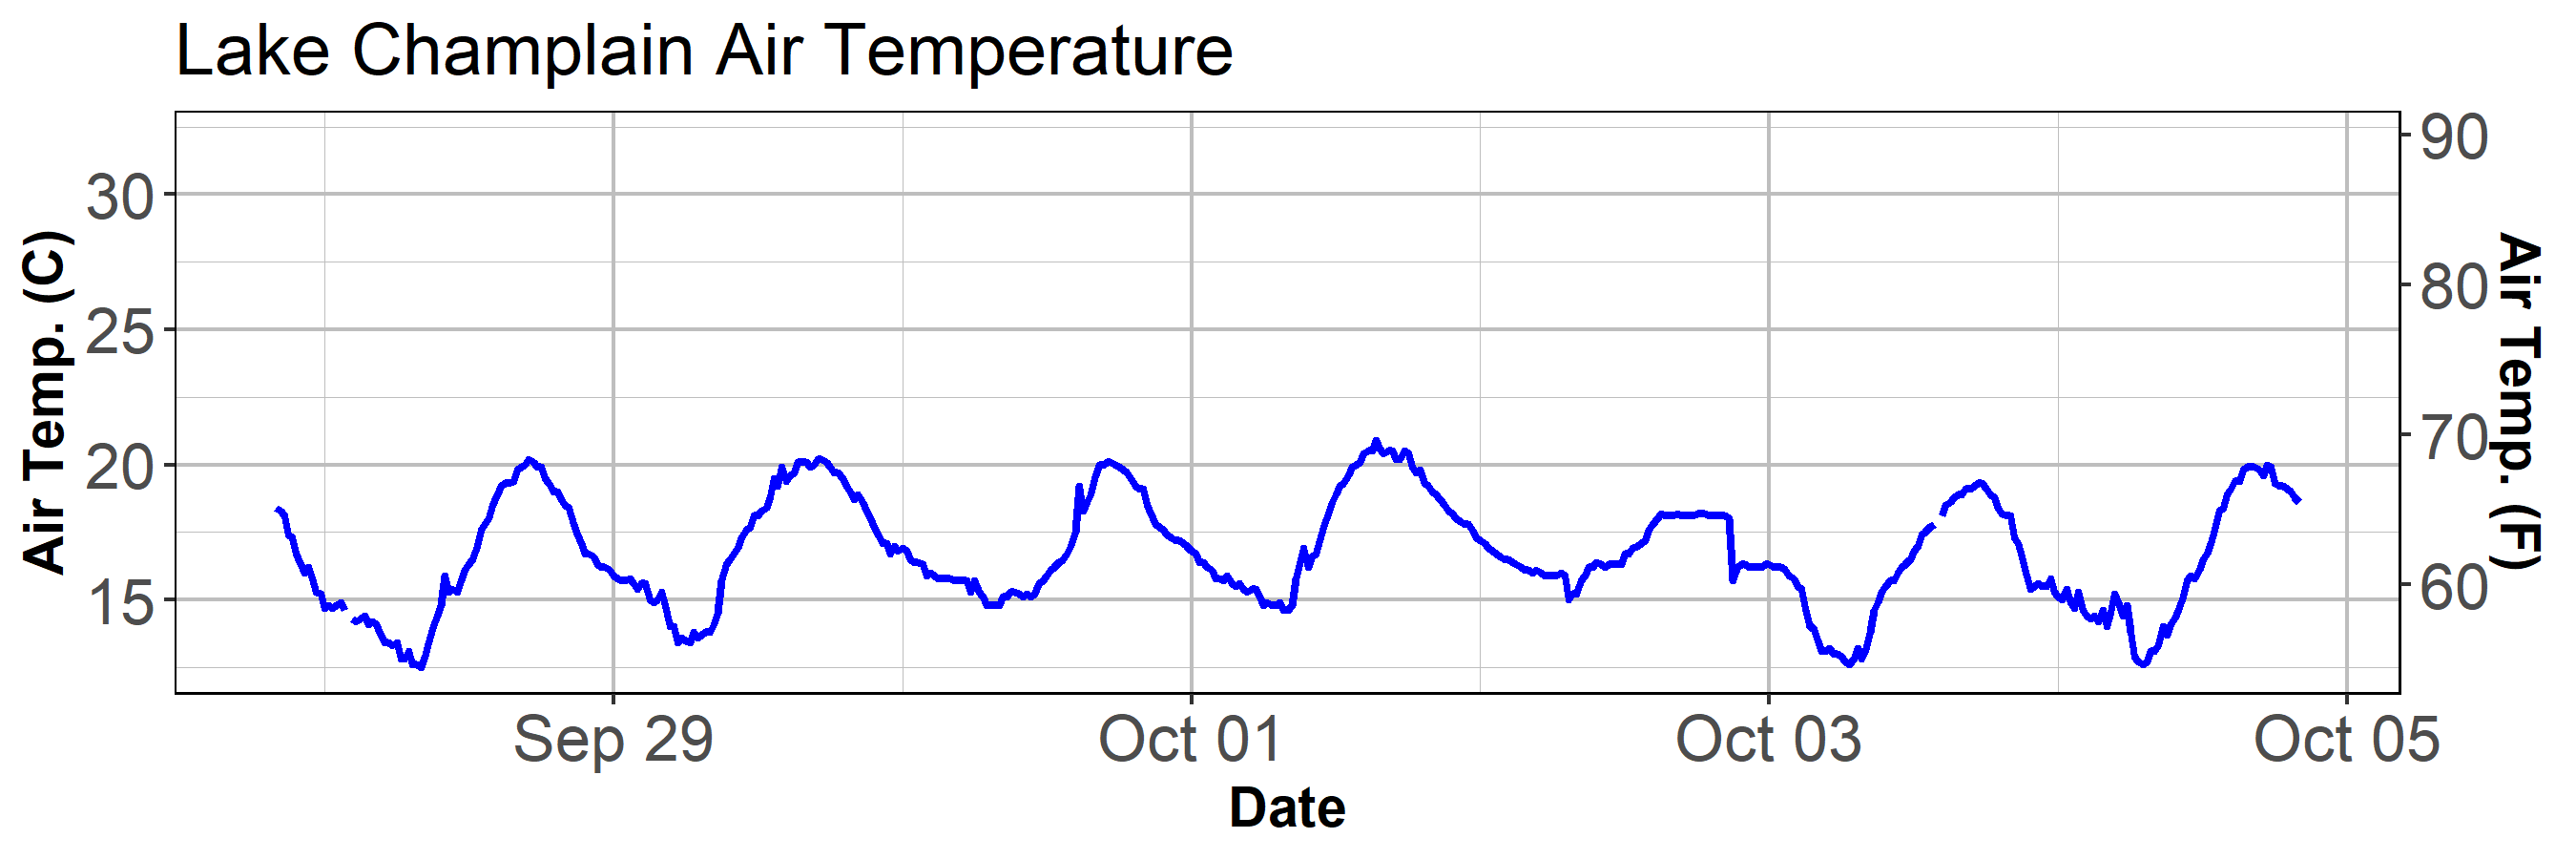 Lake Champlain Air Temperature
Air Temp. (C)
30
25
20
15
90
80
70
60
Air Temp. (F)
Sep 29
Oct 01
Oct 03
Oct 05
Date